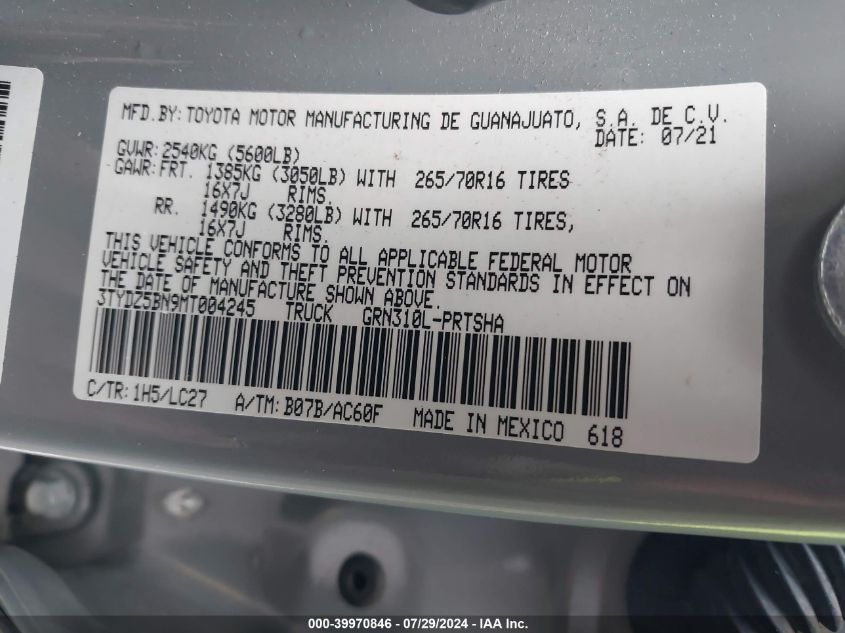 MFD.BY: TOYOTA MOTOR MANUFACTURING DE GUANAJUATO, S.A. DE C.V.
DATE: 07/21
GVWR: 2540KG (5600LB)
GAWR: FRT. 1385KG (3050LB) WITH 265/70R16 TIRES
16X7J RIMS.
RR. 1490KG (3280LB) WITH 265/70R16 TIRES,
16X7J RIMS.
THIS VEHICLE CONFORMS TO ALL APPLICABLE FEDERAL MOTOR
VEHICLE SAFETY AND THEFT PREVENTION STANDARDS IN EFFECT ON
THE DATE OF MANUFACTURE SHOWN ABOVE.
3TYDZ5BN9MT004245 TRUCK GRN310L-PRTSHA
C/TR: 1H5/LC27 A/TM: B07B/AC60F MADE IN MEXICO 618
000-39970846 / 07/29/2024 - IAA Inc.